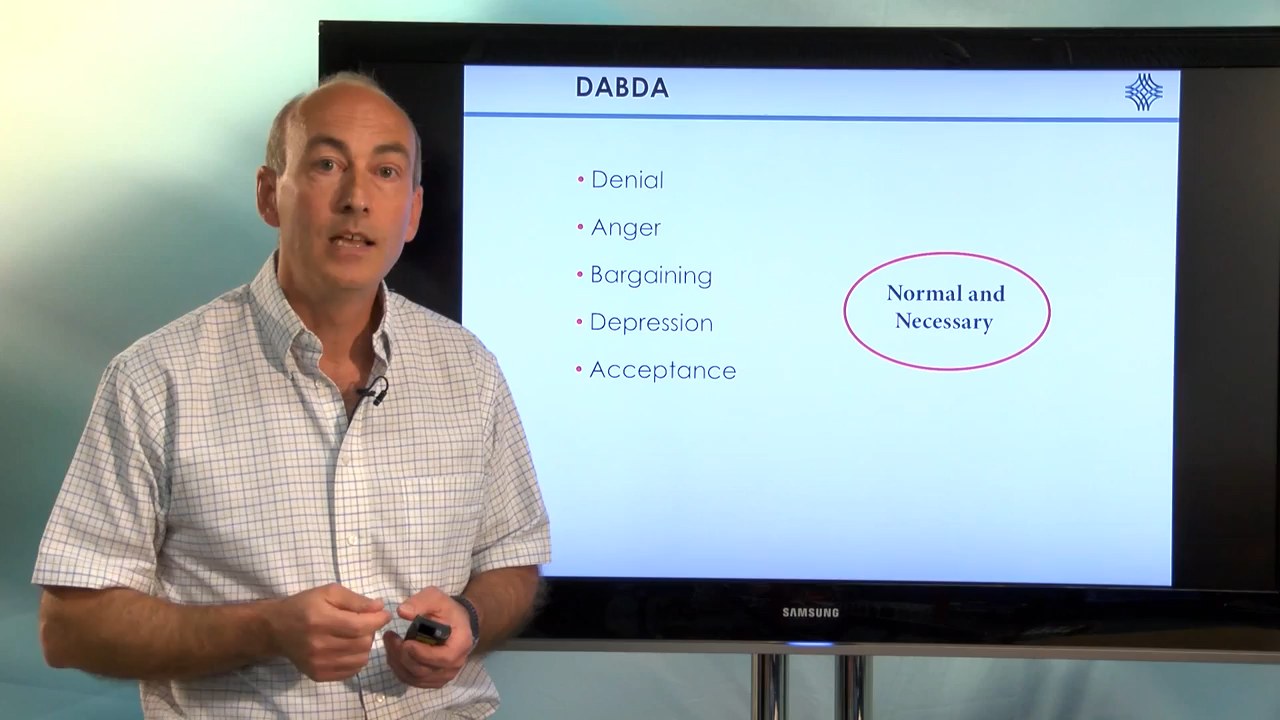 DABDA
• Denial
• Anger
• Bargaining
• Depression
• Acceptance
Normal and
Necessary
SAMSUNG